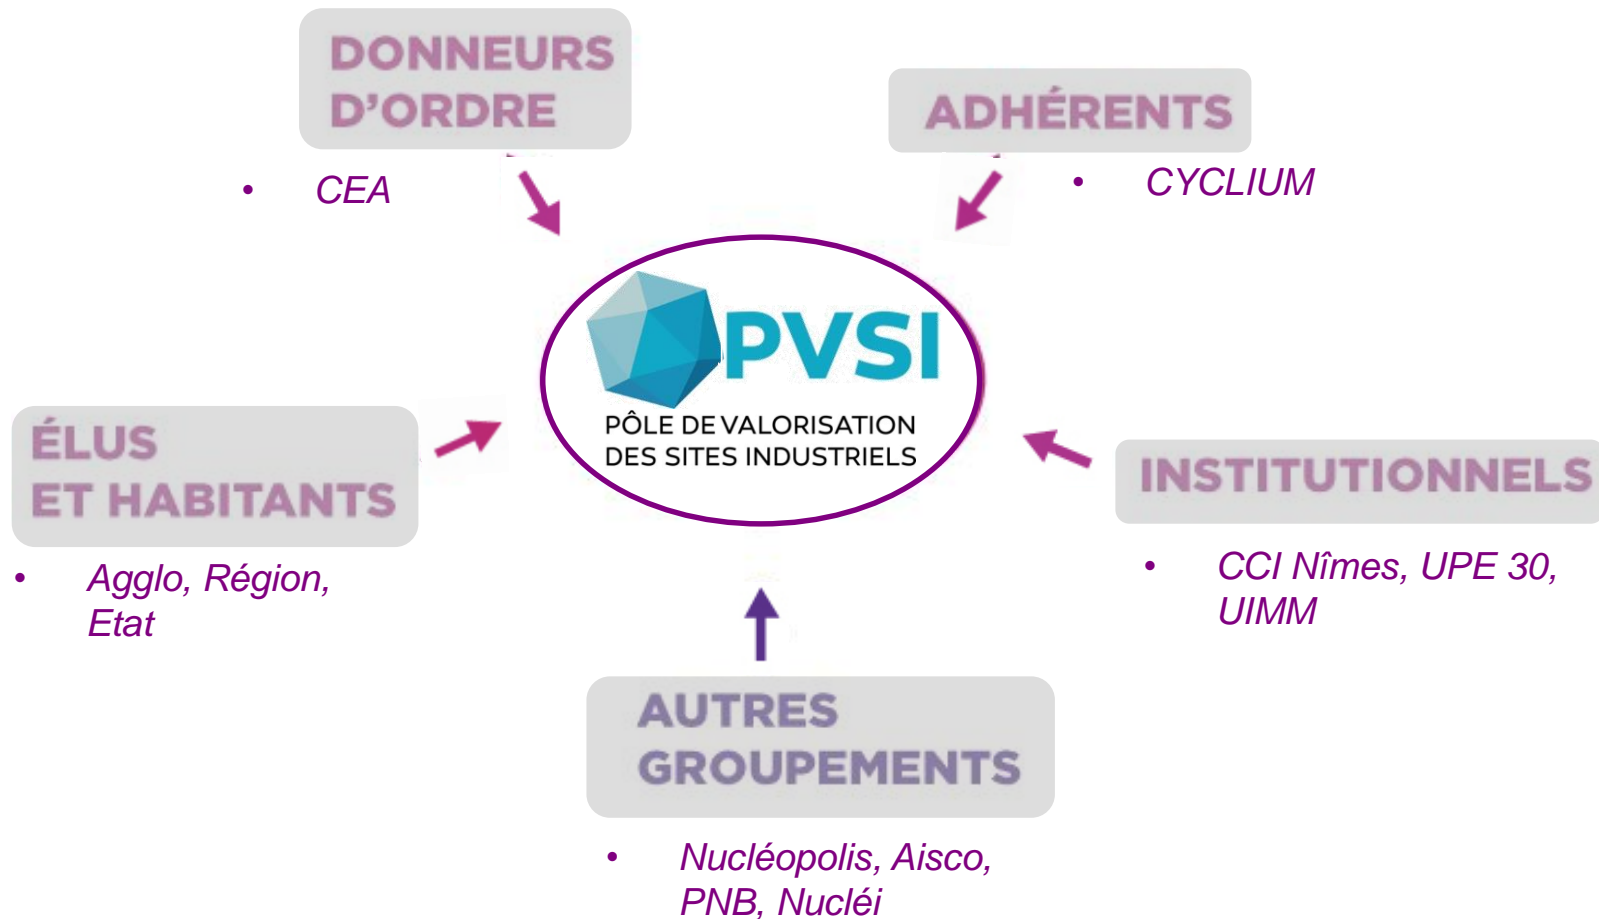 DONNEURS
D'ORDRE
• CEA
ADHÉRENTS
• CYCLIUM
PVSI
PÔLE DE VALORISATION
DES SITES INDUSTRIELS
ÉLUS
ET HABITANTS
• Agglo, Région,
Etat
INSTITUTIONNELS
• CCI Nîmes, UPE 30,
UIMM
AUTRES
GROUPEMENTS
• Nucléopolis, Aisco,
PNB, Nucléi